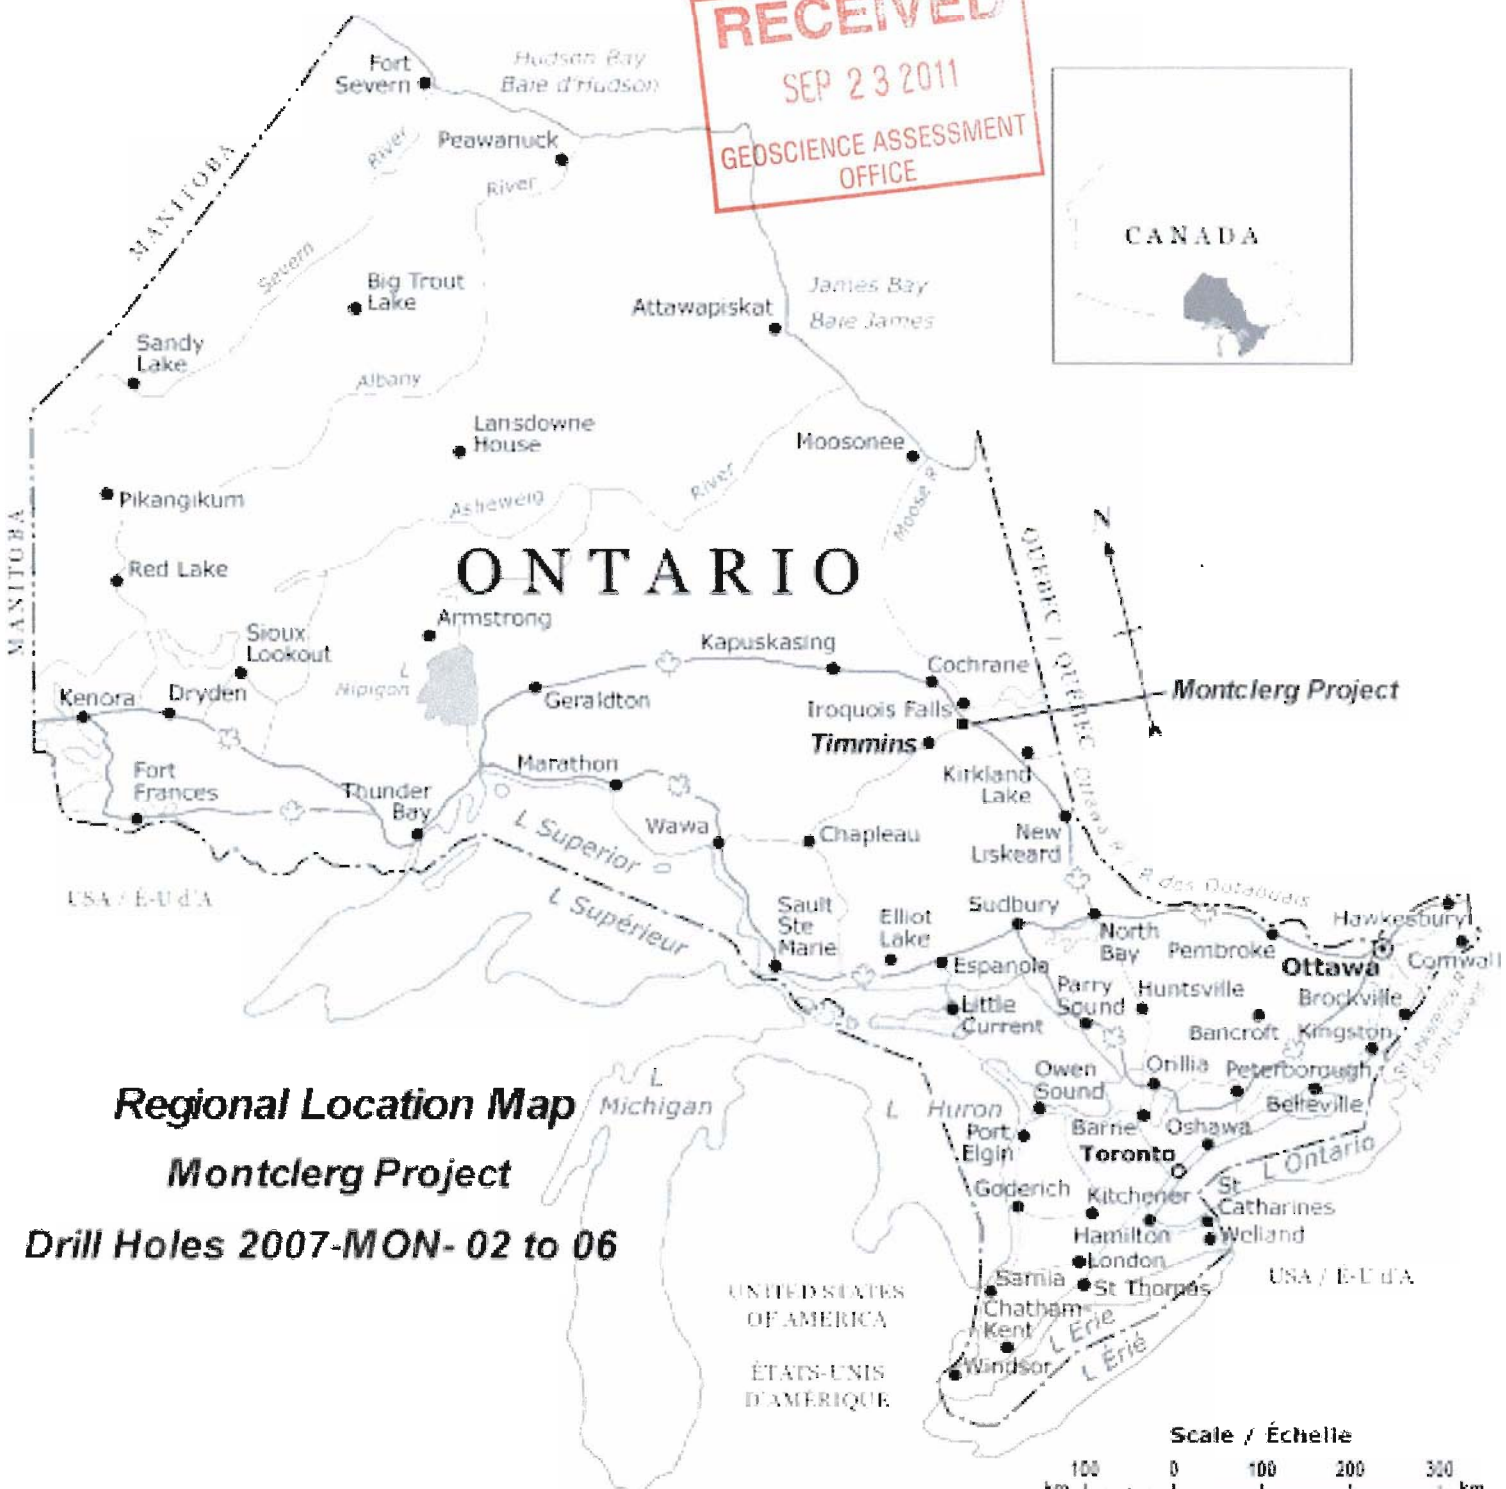 RECEIVED
SEP 23 2011
GEOSCIENCE ASSESSMENT
OFFICE
Hudson Bay
Baie d'Hudson
Fort
Severn
Peawanuck
River
River
MANITOBA
Severn
CANADA
Big Trout
Lake
Attawapiskat
James Bay
Baie James
Sandy
Lake
Albany
Lansdowne
House
Moosonee
Pikangikum
Asheweig
River
Moose R
MANITOBA
N
Red Lake
ONTARIO
QUEBEC / QUÉBEC
Armstrong
Sioux
Lookout
Kapuskasing
Cochrane
L
Nipigon
Kenora
Dryden
Geraldton
Iroquois Falls
Montclerg Project
Timmins
Marathon
Kirkland
Lake
Fort
Frances
Thunder
Bay
Wawa
Chapleau
New
Liskeard
L Superior
L Supérieur
Ottawa R / R des Outaouais
USA / É-U d'A
Sault
Ste
Marie
Elliot
Lake
Sudbury
North
Bay
Pembroke
Hawkesbury
Ottawa
Cornwall
Espanola
Little
Current
Parry
Sound
Huntsville
Brockville
Bancroft
Kingston
Owen
Sound
Orillia
Peterborough
Belleville
Regional Location Map
L
Michigan
L Huron
Port
Elgin
Barrie
Oshawa
Toronto
L Ontario
Montclerg Project
Goderich
Kitchener
St
Catharines
Hamilton
Welland
Drill Holes 2007-MON- 02 to 06
London
Sarnia
St Thomas
USA / É-U d'A
UNITED STATES
OF AMERICA
Chatham-
Kent
L Erie
L Érié
Windsor
ÉTATS-UNIS
D'AMÉRIQUE
Scale / Échelle
100 0 100 200 300
km km